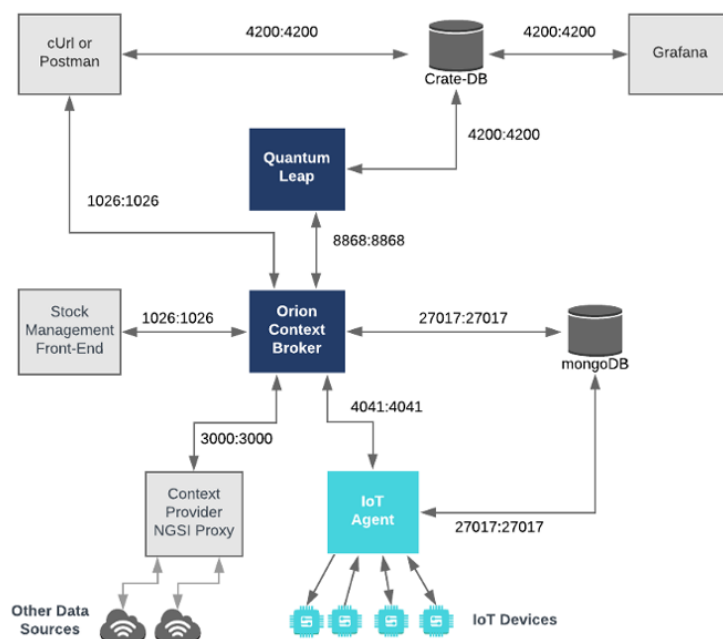 cUrl or
Postman
4200:4200
Crate-DB
4200:4200
Grafana
Quantum
Leap
4200:4200
1026:1026
8868:8868
Stock
Management
Front-End
1026:1026
Orion
Context
Broker
27017:27017
mongoDB
4041:4041
3000:3000
Context
Provider
NGSI Proxy
IoT
Agent
27017:27017
Other Data
Sources
IoT Devices